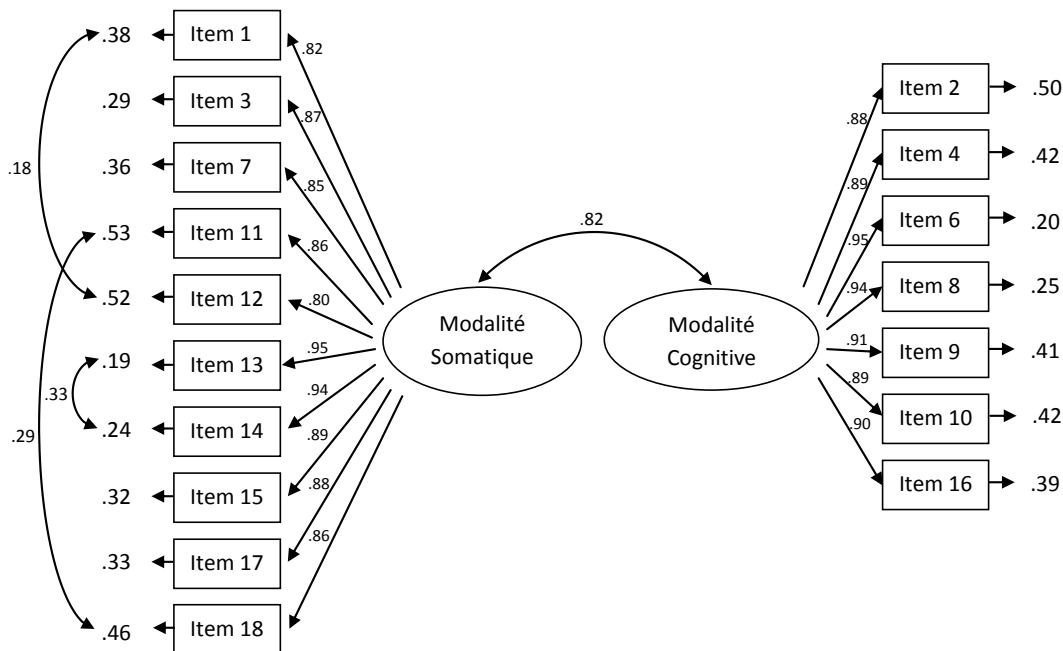 .38 Item 1 .82
.29 Item 3 .87
.36 Item 7 .85
.18
.53 Item 11 .86
.52 Item 12 .80
.19 Item 13 .95
.33
.24 Item 14 .94
.29
.32 Item 15 .89
.33 Item 17 .88
.46 Item 18 .86
Modalité
Somatique
.82
Modalité
Cognitive
.88 Item 2 .50
.89 Item 4 .42
.95 Item 6 .20
.94 Item 8 .25
.91 Item 9 .41
.89 Item 10 .42
.90 Item 16 .39